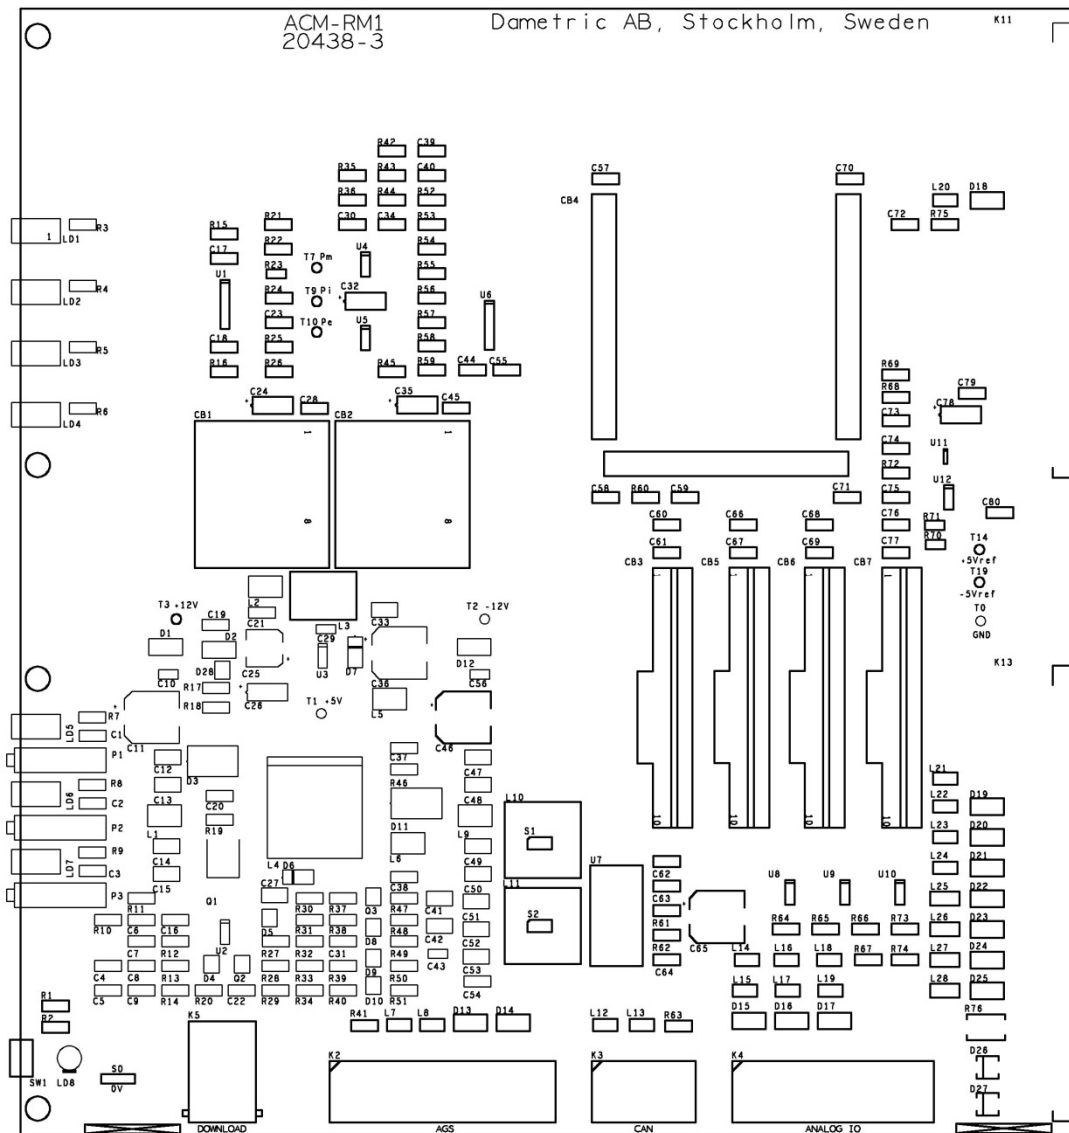 ACM-RM1
20438-3
Dametric AB, Stockholm, Sweden
K11
R42 C39
R35 R43 C40
C57 C70
R36 R44 R52
CB4
L20 D18
R3
1 LD1
R15 R21 C30 C34 R53
C72 R75
C17 R22 T7 Pm U4 R54
U1 R23 R55
R4
LD2
R24 T9 Pi C32 R56 U6
C23 T10 Pe U5 R57
R5
LD3
C18 R25 R58
R16 R26 R45 R59 C44 C55
R69
R68 C79
R6
LD4
C24 C28 C35 C45
C73 C78
CB1 CB2
1 1
C74 U11
R72 U12
8 8
C58 R60 C59 C71 C75
C80
C60 C66 C68 C76 R71
C61 C67 C69 C77 R70
T14
+5Vref
CB3 CB5 CB6 CB7
1 1 1 1
T19
-5Vref
T0
GND
L2
T3 +12V C19 C21 L3 C33 T2 -12V
D1 D2 C29 D7 D12
U3
C10 D28 C25 C36 C56
K13
R17 C26 L5
R18 T1 +5V
R7 C11 C46
LD5 C1
P1 C12 D3 C37 C47
R8 C13 C20 R46 C48
LD6 C2
L21
L10 L22 D19
P2 L1 R19 D11 L9
S1
10 10 10 10
L23 D20
R9 C14 L4 D6 L6 C49
LD7 C3
U7 L24 D21
P3 C15 C27 C38 C50
L11 C62 U8 U9 U10
L25 D22
R11 Q1 R30 R37 Q3 C41
R10 C6 C16 U2 D5 R31 R38 R47 D8 R48 C42 C51
S2
C63 R61 C65 R64 R65 R66 R73
L26 D23
C7 R12 R27 R32 C31 D9 R49 C43 C52
R62 C64 L14 L16 L18 R67 R74 L27 D24
C4 C8 R13 D4 Q2 R28 R33 R39 R50 C53
C5 C9 R14 R20 C22 R29 R34 R40 D10 R51 C54
L15 L17 L19 L28 D25
R1
R2
K5 R41 L7 L8 D13 D14 L12 L13 R63 D15 D16 D17 R76
K2 K3 K4
D26
SW1 LD8 S0
0V
D27
DOWNLOAD AGS CAN ANALOG IO